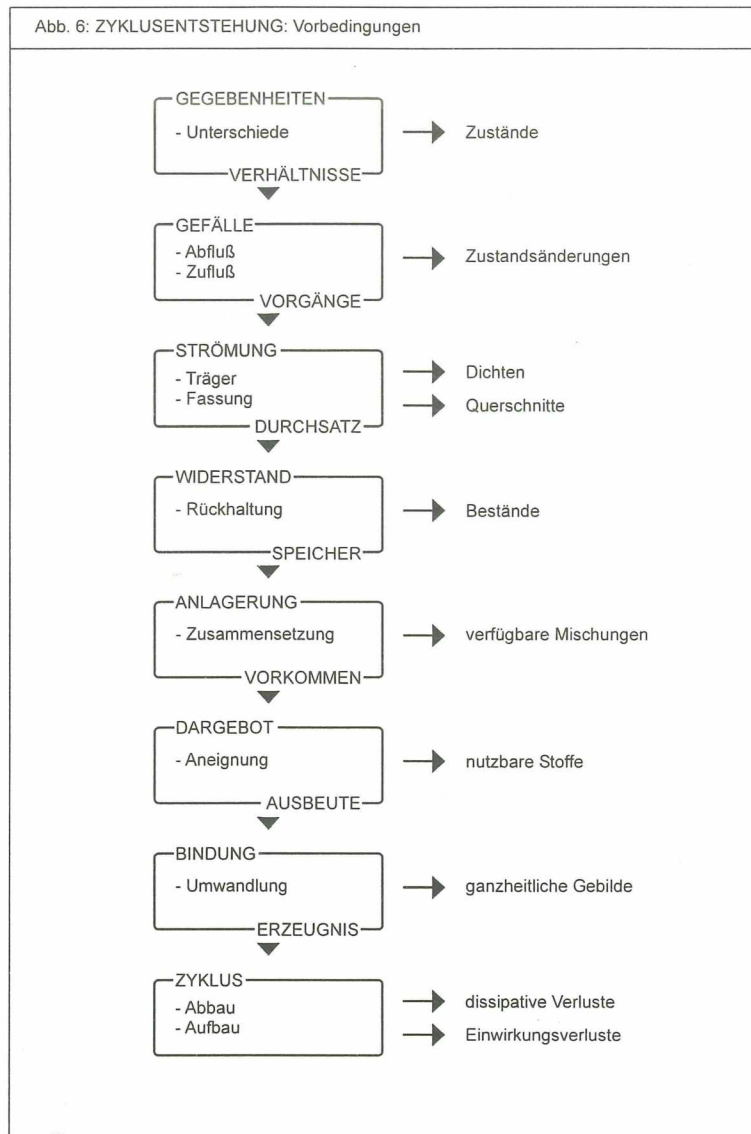 Abb. 6: ZYKLUSENTSTEHUNG: Vorbedingungen
GEGEBENHEITEN
- Unterschiede
Zustände
VERHÄLTNISSE
GEFÄLLE
- Abfluß
- Zufluß
Zustandsänderungen
VORGÄNGE
STRÖMUNG
- Träger
Dichten
- Fassung
Querschnitte
DURCHSATZ
WIDERSTAND
- Rückhaltung
Bestände
SPEICHER
ANLAGERUNG
- Zusammensetzung
verfügbare Mischungen
VORKOMMEN
DARGEBOT
- Aneignung
nutzbare Stoffe
AUSBEUTE
BINDUNG
- Umwandlung
ganzheitliche Gebilde
ERZEUGNIS
ZYKLUS
- Abbau
dissipative Verluste
- Aufbau
Einwirkungsverluste